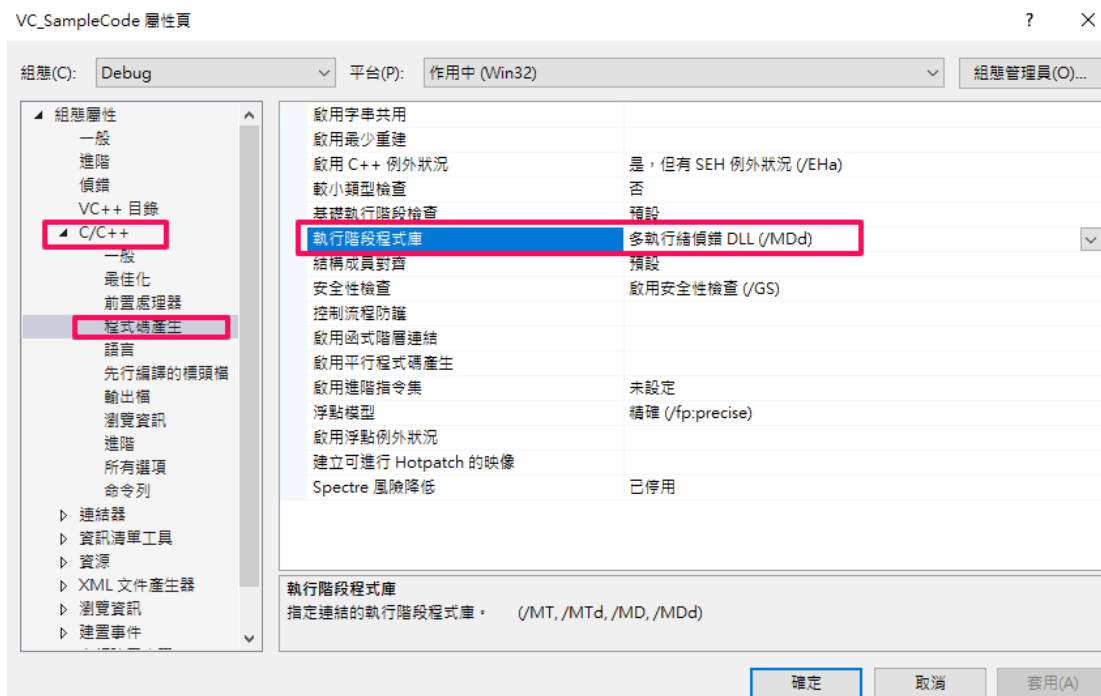 VC_SampleCode 屬性頁
組態(C): Debug 平台(P): 作用中 (Win32) 組態管理員(O)...
組態屬性
一般
進階
偵錯
VC++ 目錄
C/C++
一般
最佳化
前置處理器
程式碼產生
語言
先行編譯的標頭檔
輸出檔
瀏覽資訊
進階
所有選項
命令列
連結器
資訊清單工具
資源
XML 文件產生器
瀏覽資訊
建置事件
啟用字串共用
啟用最少重建
啟用 C++ 例外狀況 是,但有 SEH 例外狀況 (/EHa)
較小類型檢查 否
基礎執行階段檢查 預設
執行階段程式庫 多執行緒偵錯 DLL (/MDd)
結構成員對齊 預設
安全性檢查 啟用安全性檢查 (/GS)
控制流程防護
啟用函式階層連結
啟用平行程式碼產生
啟用進階指令集 未設定
浮點模型 精確 (/fp:precise)
啟用浮點例外狀況
建立可進行 Hotpatch 的映像
Spectre 風險降低 已停用
執行階段程式庫
指定連結的執行階段程式庫。 (/MT, /MTd, /MD, /MDd)
確定 取消 套用(A)